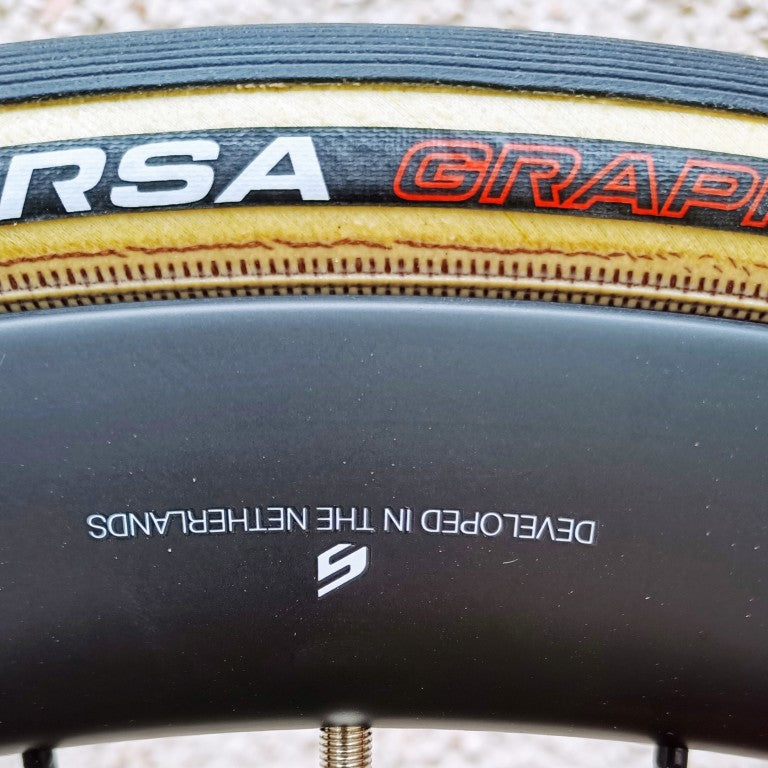 RSA GRAP
DEVELOPED IN THE NETHERLANDS
S